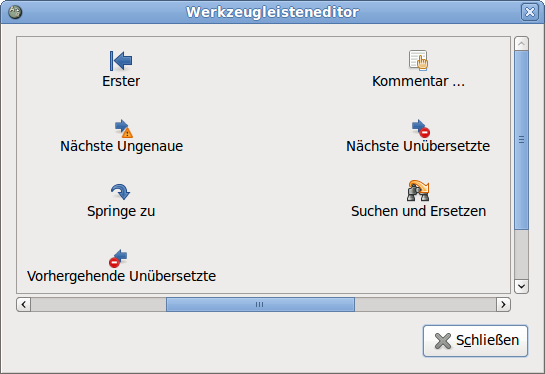 Werkzeugleisteneditor
Erster
Kommentar ...
Nächste Ungenaue
Nächste Unübersetzte
Springe zu
Suchen und Ersetzen
Vorhergehende Unübersetzte
Schließen